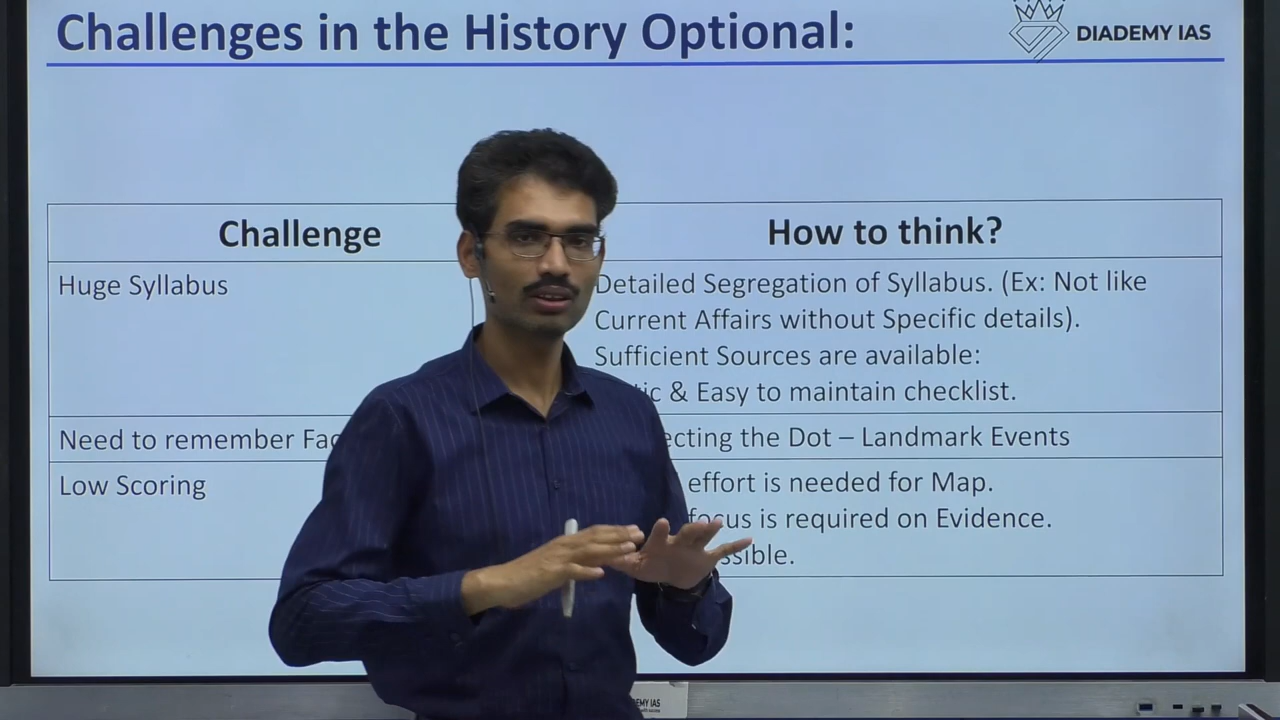 Challenges in the History Optional:
DIADEMY IAS
Challenge
How to think?
Huge Syllabus
Detailed Segregation of Syllabus. (Ex: Not like
Current Affairs without Specific details).
Sufficient Sources are available:
& Easy to maintain checklist.
Need to remember
the Dot – Landmark Events
Low Scoring
effort is needed for Map.
focus is required on Evidence.